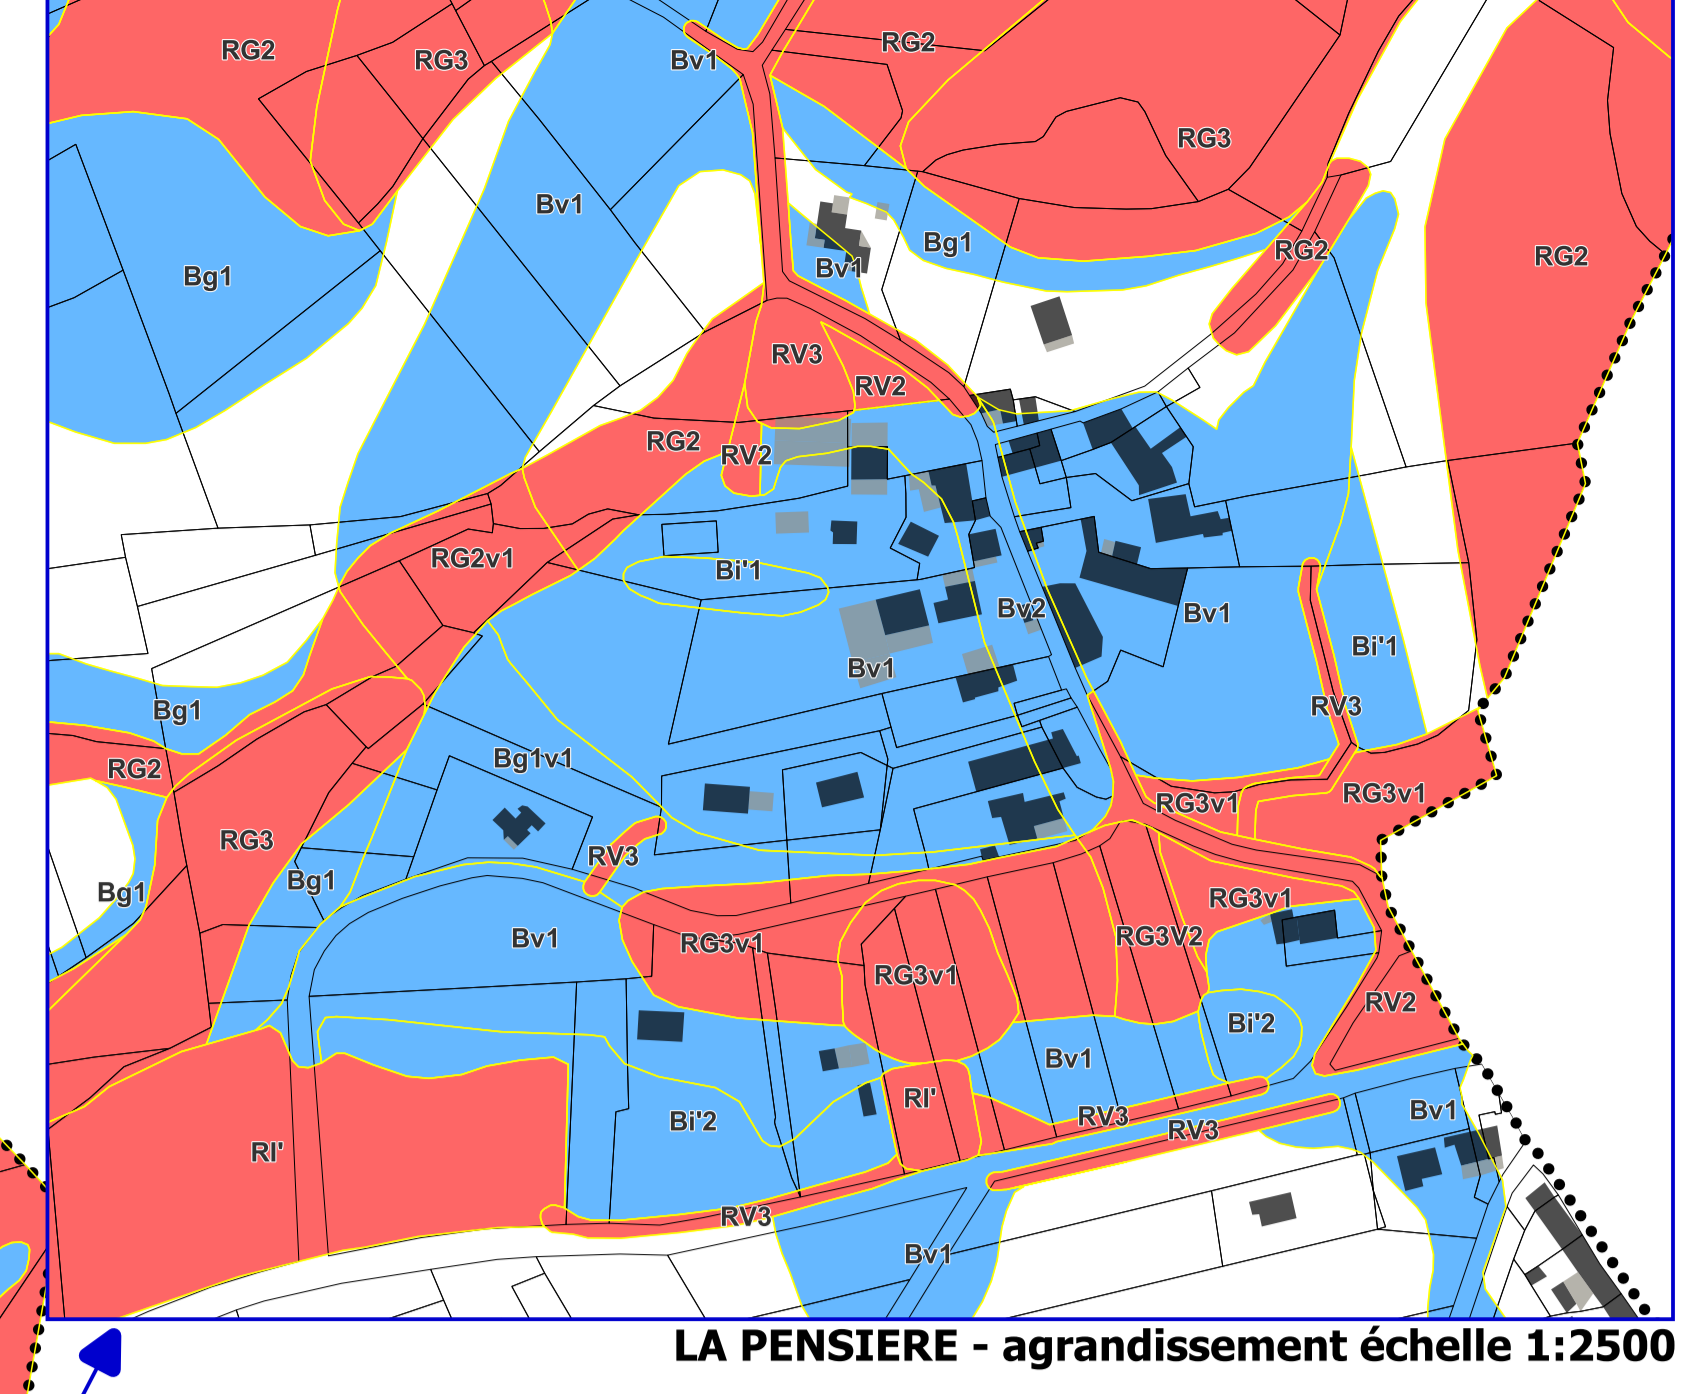 RG2
RG3
Bv1
RG2
RG3
Bv1
Bg1
Bv1
RG2
RG2
Bg1
RV3
RV2
RG2
RV2
RG2v1
Bi'1
Bv2
Bv1
Bi'1
Bv1
RV3
Bg1
RG2
Bg1v1
RG3v1
RG3v1
RG3
RV3
Bg1
Bg1
RG3v1
Bv1
RG3v1
RG3V2
RG3v1
RV2
Bi'2
Bv1
RI'
RV3
Bv1
Bi'2
RV3
RI'
RV3
Bv1
LA PENSIERE - agrandissement échelle 1:2500